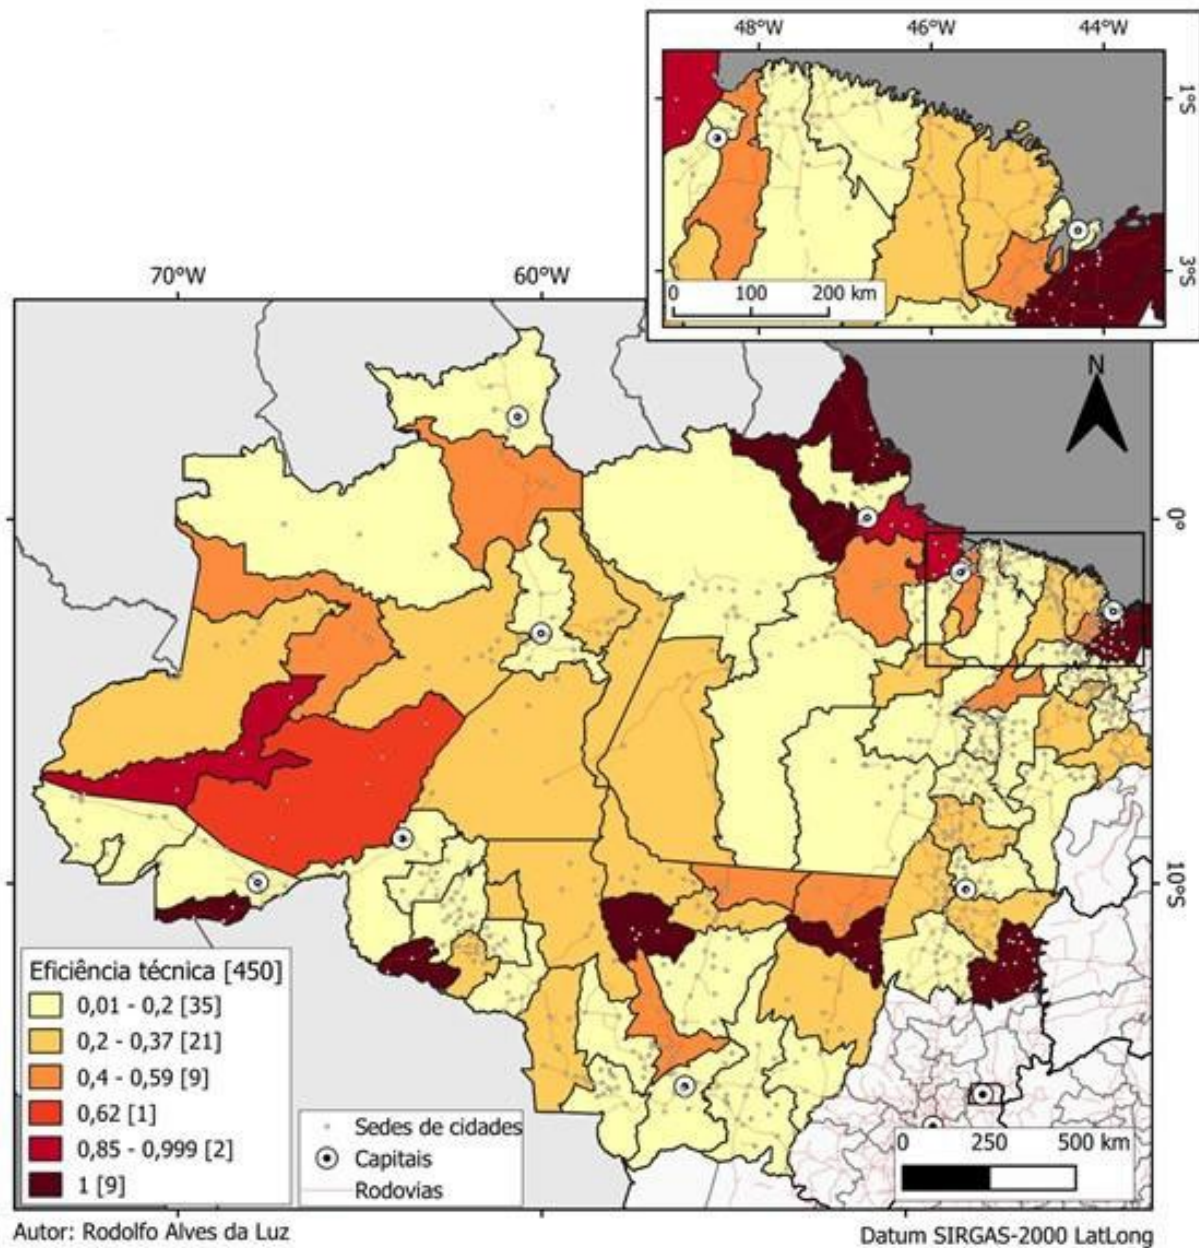 48°W 46°W 44°W
1°S
3°S
0 100 200 km
70°W 60°W
N
0°
10°S
Eficiência técnica [450]
0,01 - 0,2 [35]
0,2 - 0,37 [21]
0,4 - 0,59 [9]
0,62 [1]
0,85 - 0,999 [2]
1 [9]
Sedes de cidades
Capitais
Rodovias
0 250 500 km
Autor: Rodolfo Alves da Luz
Datum SIRGAS-2000 LatLong